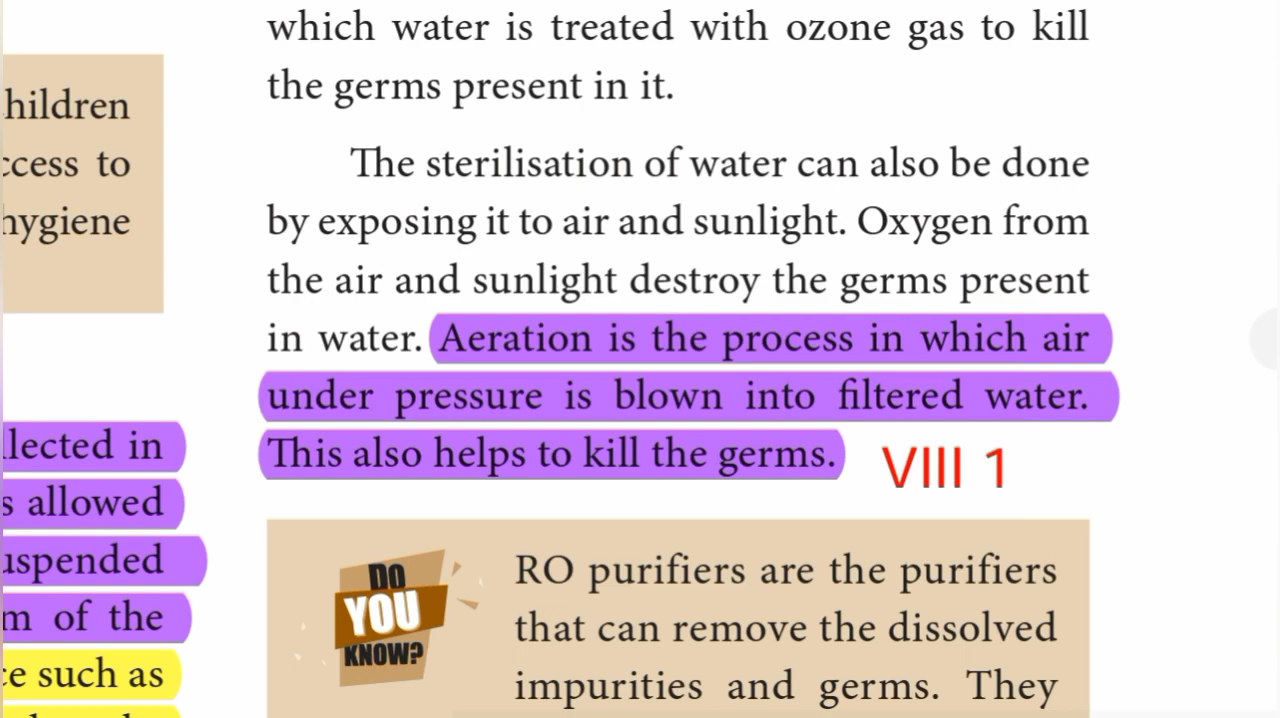 hildren
ccess to
hygiene
llected in
s allowed
uspended
m of the
ce such as
which water is treated with ozone gas to kill
the germs present in it.
The sterilisation of water can also be done
by exposing it to air and sunlight. Oxygen from
the air and sunlight destroy the germs present
in water. Aeration is the process in which air
under pressure is blown into filtered water.
This also helps to kill the germs.
VIII 1
DO
YOU
KNOW?
RO purifiers are the purifiers
that can remove the dissolved
impurities and germs. They